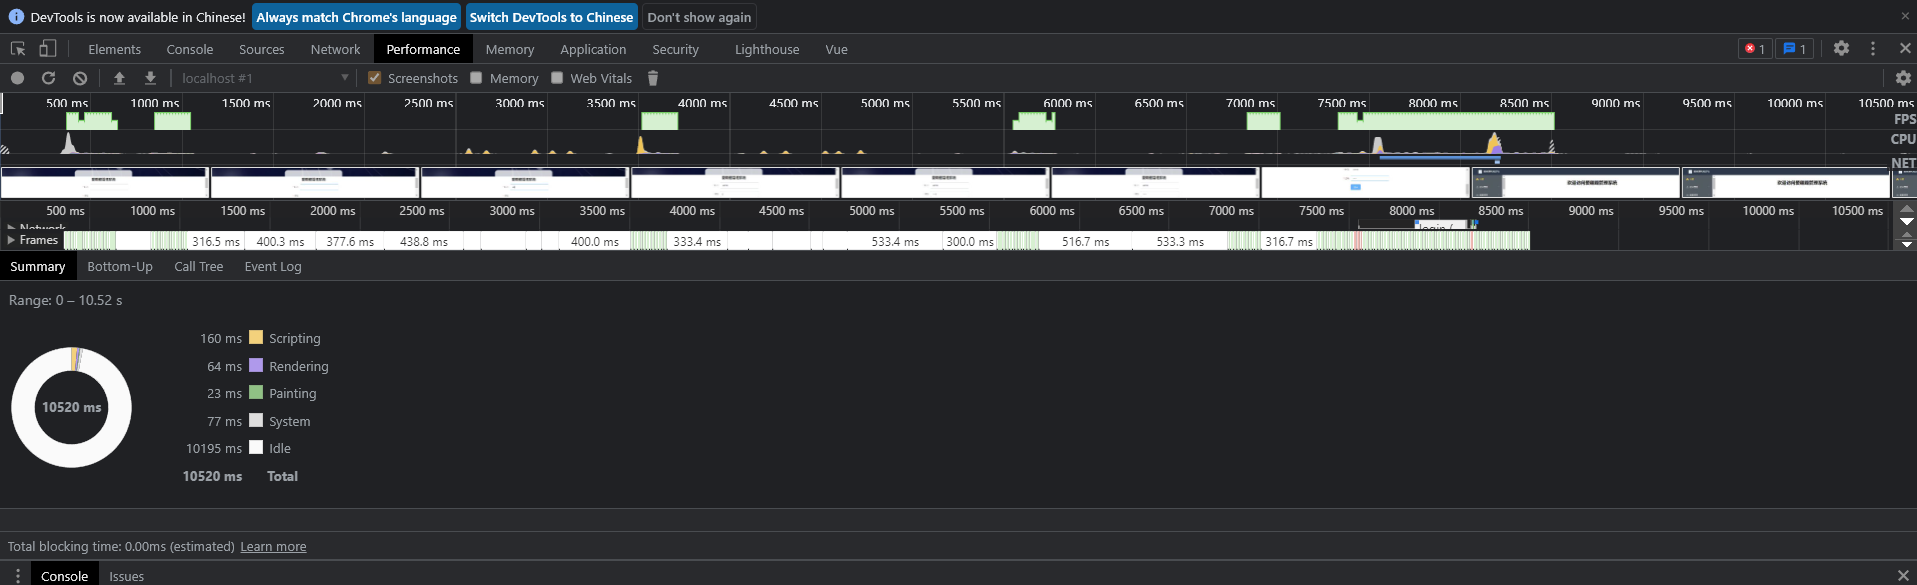 DevTools is now available in Chinese! Always match Chrome's language Switch DevTools to Chinese Don't show again
Elements Console Sources Network Performance Memory Application Security Lighthouse Vue 1 1
localhost #1 Screenshots Memory Web Vitals
500 ms 1000 ms 1500 ms 2000 ms 2500 ms 3000 ms 3500 ms 4000 ms 4500 ms 5000 ms 5500 ms 6000 ms 6500 ms 7000 ms 7500 ms 8000 ms 8500 ms 9000 ms 9500 ms 10000 ms 10500 ms
FPS
CPU
NET
500 ms 1000 ms 1500 ms 2000 ms 2500 ms 3000 ms 3500 ms 4000 ms 4500 ms 5000 ms 5500 ms 6000 ms 6500 ms 7000 ms 7500 ms 8000 ms 8500 ms 9000 ms 9500 ms 10000 ms 10500 ms
Network
Frames 316.5 ms 400.3 ms 377.6 ms 438.8 ms 400.0 ms 333.4 ms 533.4 ms 300.0 ms 516.7 ms 533.3 ms 316.7 ms
Summary Bottom-Up Call Tree Event Log
Range: 0 – 10.52 s
160 ms Scripting
64 ms Rendering
23 ms Painting
10520 ms
77 ms System
10195 ms Idle
10520 ms Total
Total blocking time: 0.00ms (estimated) Learn more
Console Issues